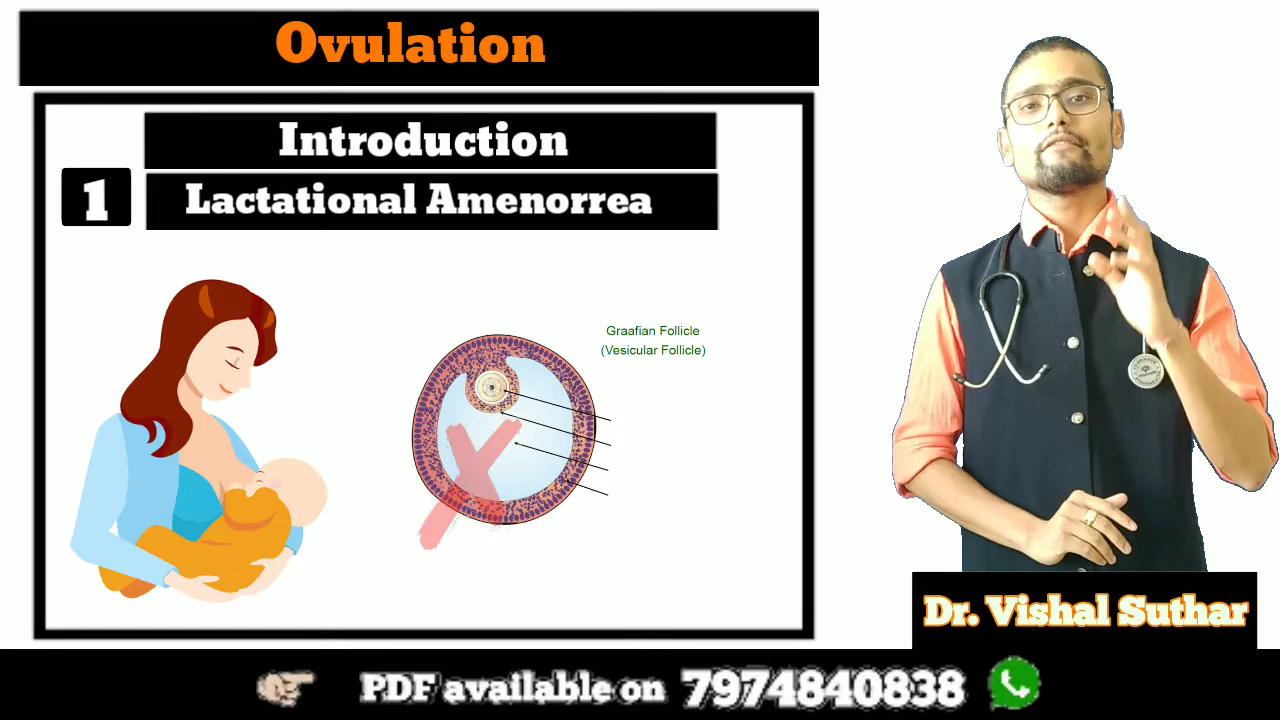 Ovulation
Introduction
1
Lactational Amenorrea
Graafian Follicle
(Vesicular Follicle)
Dr. Vishal Suthar
PDF available on 7974840838